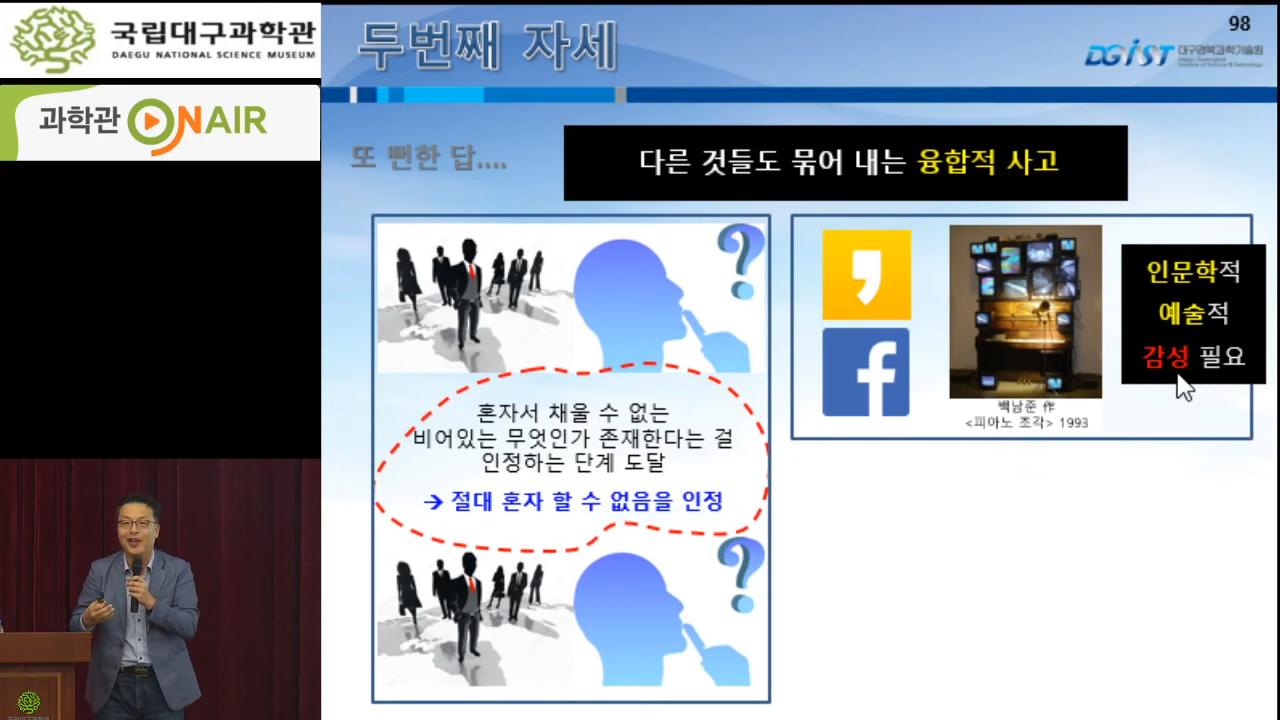 국립대구과학관
DAEGU NATIONAL SCIENCE MUSEUM
과학관 ONAIR
두번째 자세
98
DGIST 대구경북과학기술원
또 뻔한 답....
다른 것들도 묶어 내는 융합적 사고
?
혼자서 채울 수 없는
비어있는 무엇인가 존재한다는 걸
인정하는 단계 도달
→ 절대 혼자 할 수 없음을 인정
?
f
백남준 作
<피아노 조각> 1993
인문학적
예술적
감성 필요